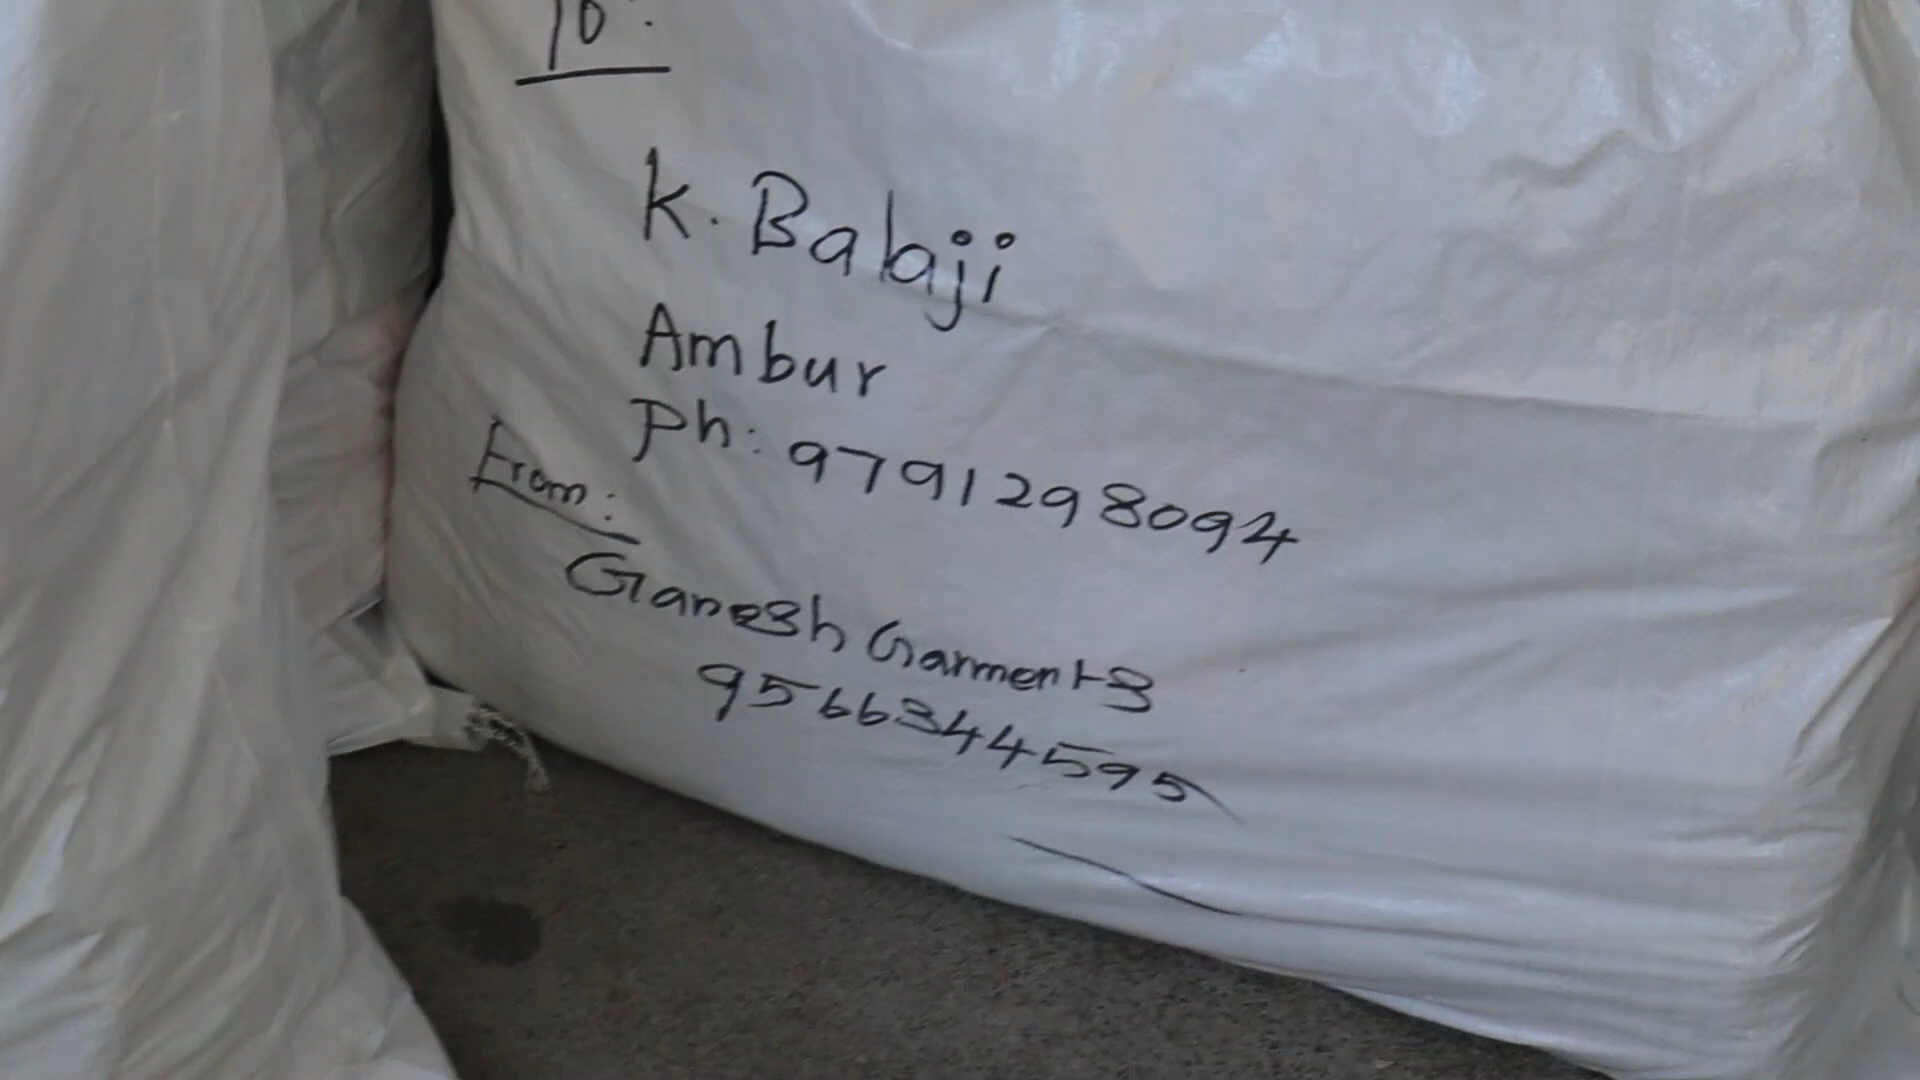 To:
K. Balaji
Ambur
Ph: 9791298094
From:
Ganesh Garments
9566344595